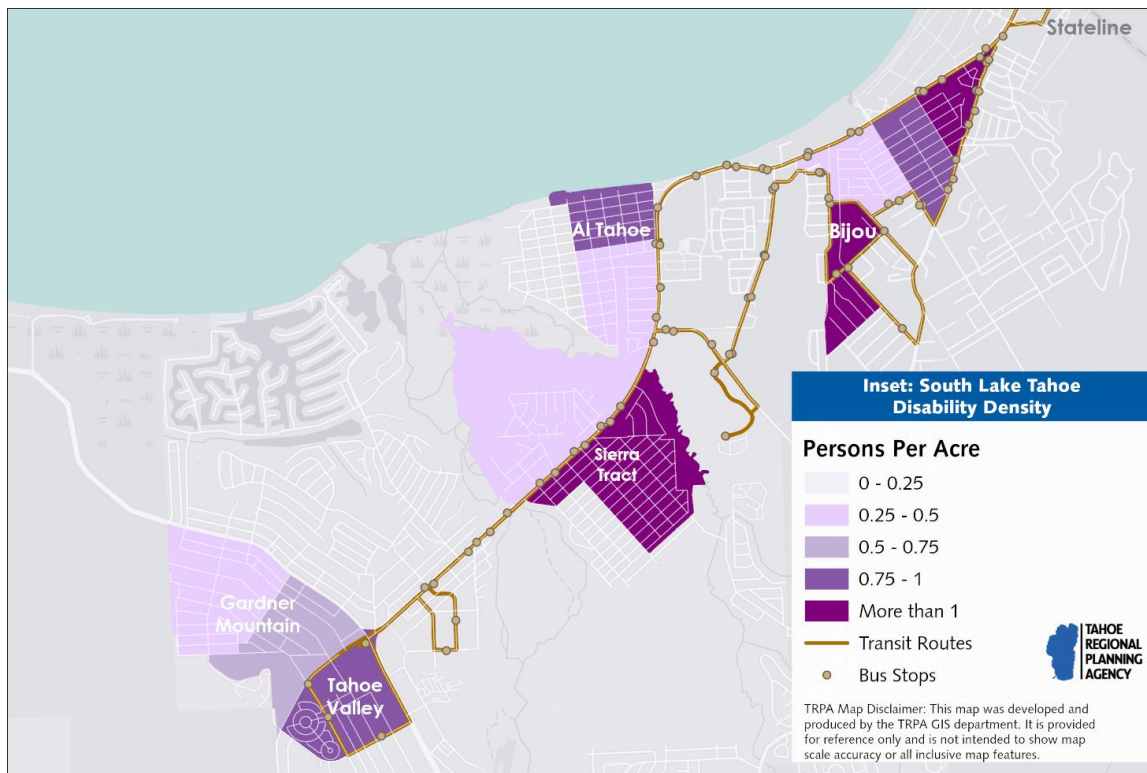 Stateline
Al Tahoe
Bijou
Sierra
Tract
Gardner
Mountain
Tahoe
Valley
Inset: South Lake Tahoe
Disability Density
Persons Per Acre
0 - 0.25
0.25 - 0.5
0.5 - 0.75
0.75 - 1
More than 1
Transit Routes
Bus Stops
TAHOE
REGIONAL
PLANNING
AGENCY
TRPA Map Disclaimer: This map was developed and
produced by the TRPA GIS department. It is provided
for reference only and is not intended to show map
scale accuracy or all inclusive map features.